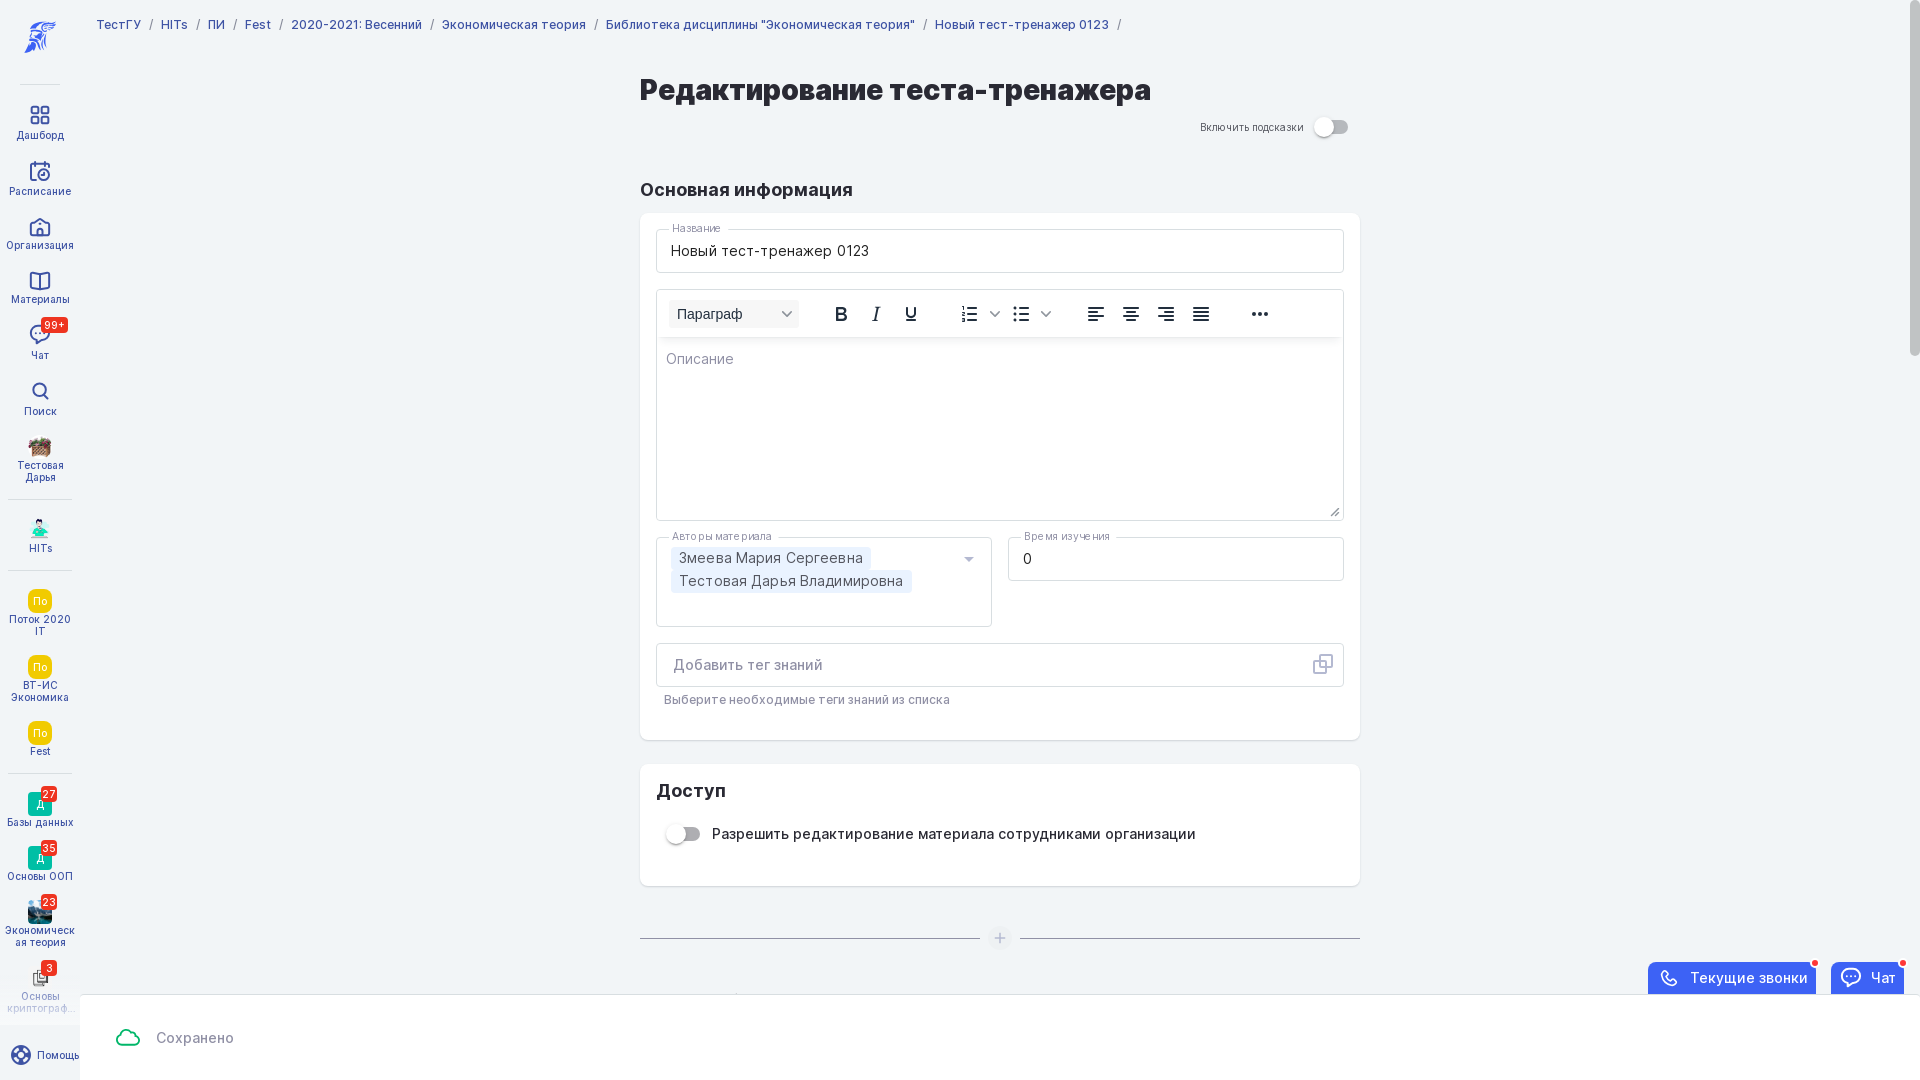 ТестГУ / HITs / ПИ / Fest / 2020-2021: Весенний / Экономическая теория / Библиотека дисциплины "Экономическая теория" / Новый тест-тренажер 0123 /
Дашборд
Расписание
Организация
Материалы
99+
Чат
Поиск
Тестовая
Дарья
HITs
По
Поток 2020
IT
По
ВТ-ИС
Экономика
По
Fest
27
Д
Базы данных
35
Д
Основы ООП
23
Экономическ
ая теория
3
Основы
криптограф...
Помощь
Редактирование теста-тренажера
Включить подсказки
Основная информация
Название
Новый тест-тренажер 0123
Параграф
Описание
Авторы материала
Змеева Мария Сергеевна
Тестовая Дарья Владимировна
Время изучения
0
Добавить тег знаний
Выберите необходимые теги знаний из списка
Доступ
Разрешить редактирование материала сотрудниками организации
Текущие звонки
Чат
Сохранено